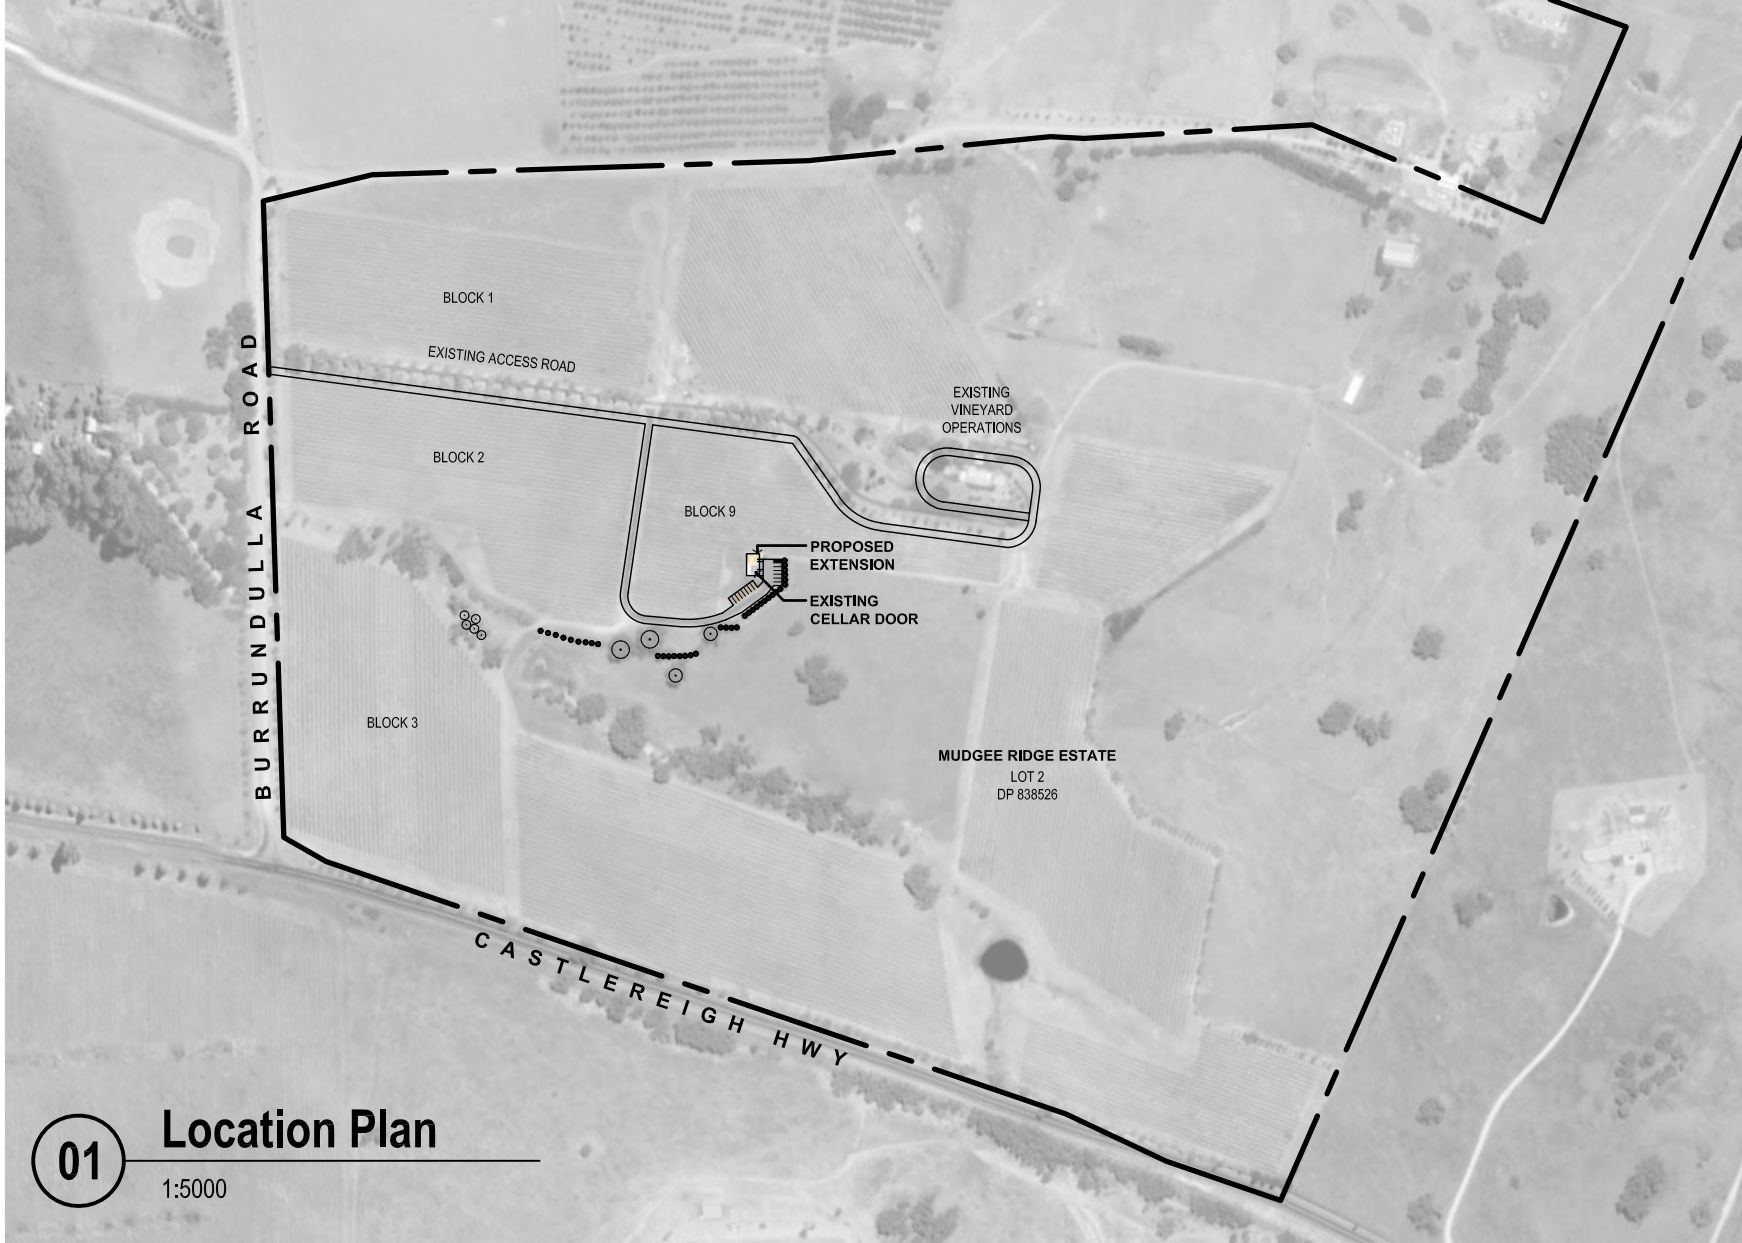 BLOCK 1
EXISTING ACCESS ROAD
EXISTING
VINEYARD
OPERATIONS
BLOCK 2
BLOCK 9
PROPOSED
EXTENSION
EXISTING
CELLAR DOOR
BURRUNDULLA ROAD
BLOCK 3
MUDGEE RIDGE ESTATE
LOT 2
DP 838526
CASTLEREIGH HWY
01
Location Plan
1:5000